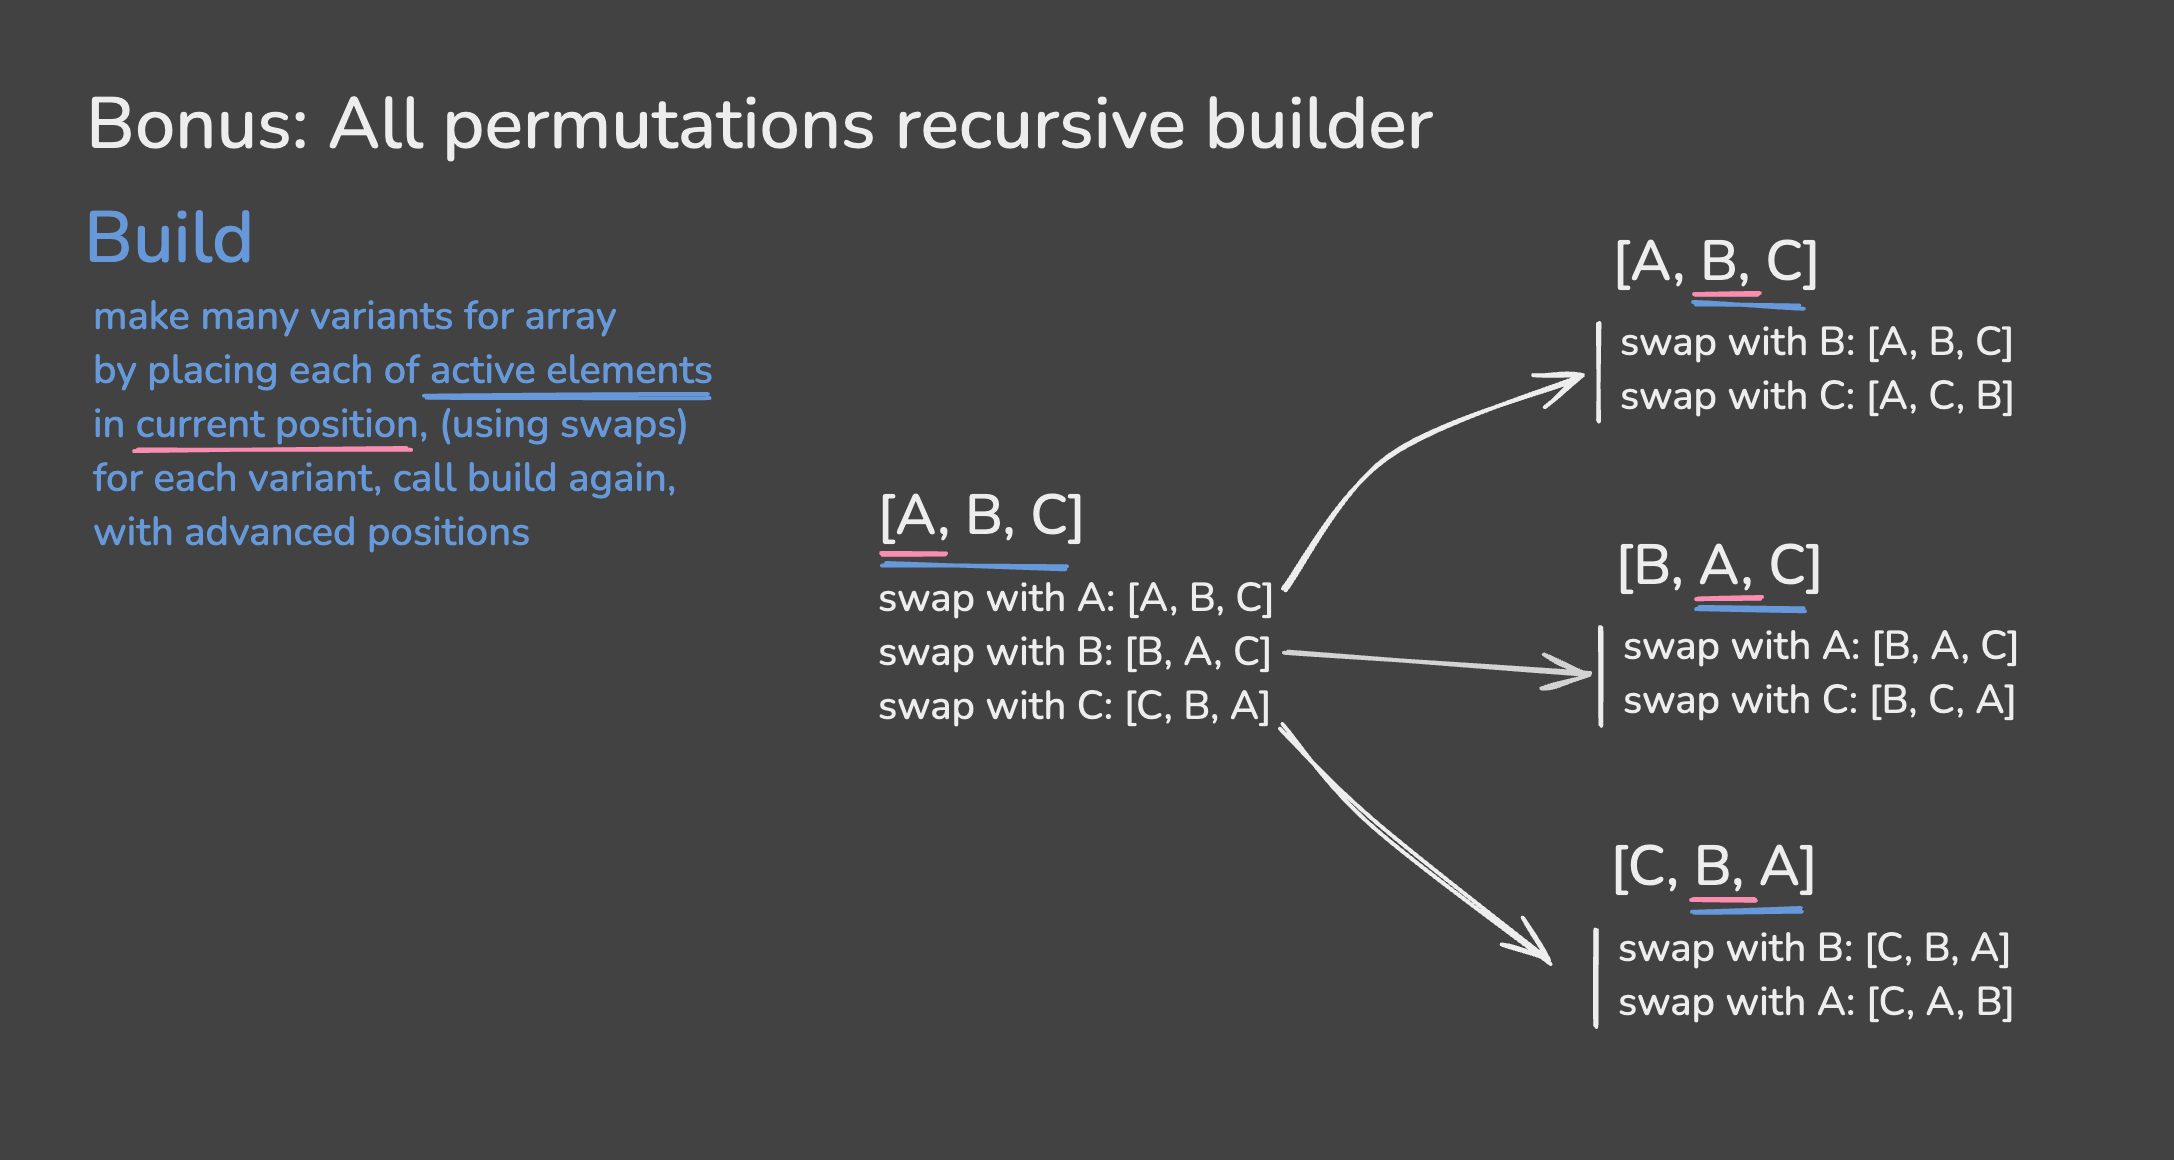 Bonus: All permutations recursive builder
Build
make many variants for array
by placing each of active elements
in current position, (using swaps)
for each variant, call build again,
with advanced positions
[A, B, C]
swap with A: [A, B, C]
swap with B: [B, A, C]
swap with C: [C, B, A]
[A, B, C]
swap with B: [A, B, C]
swap with C: [A, C, B]
[B, A, C]
swap with A: [B, A, C]
swap with C: [B, C, A]
[C, B, A]
swap with B: [C, B, A]
swap with A: [C, A, B]